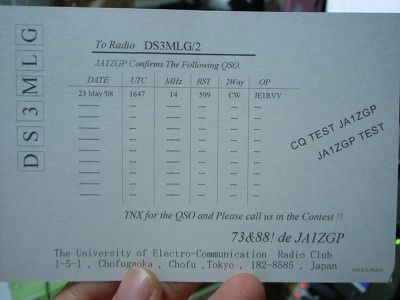 DS3MLG
To Radio DS3MLG/2
JA1ZGP Confirms The Following QSO.
DATE UTC MHz RST 2Way OP
23 May '08 1647 14 599 CW JE1RVV
CQ TEST JA1ZGP
JA1ZGP TEST
TNX for the QSO and Please call us in the Contest !!
73&88! de JA1ZGP
The University of Electro-Communication Radio Club
1-5-1 , Chofugaoka , Chofu , Tokyo , 182-8585 , Japan